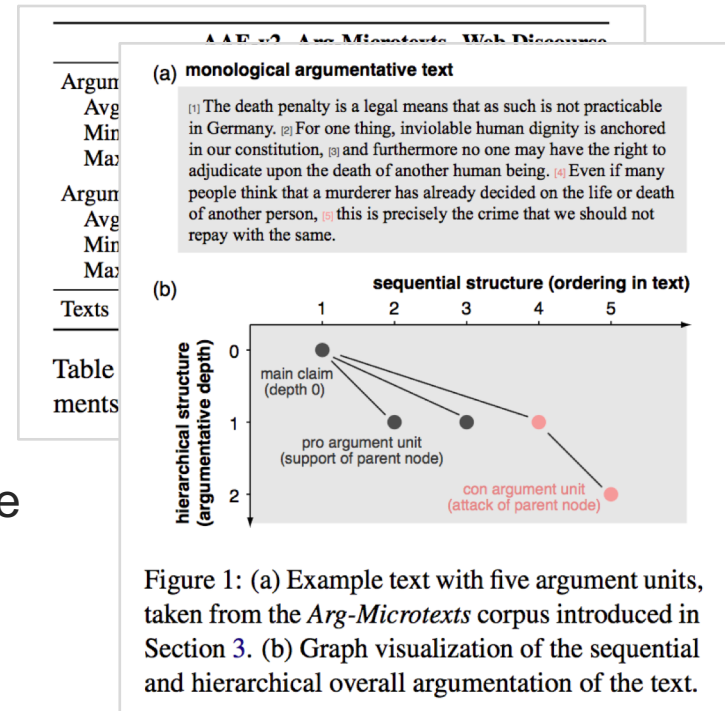 AAE-v2 Arg-Microtexts Web Discourse
Argum
Avg
Min
Max
Argum
Avg
Min
Max
Texts
Table
ments
e
(a) monological argumentative text
[1] The death penalty is a legal means that as such is not practicable
in Germany. [2] For one thing, inviolable human dignity is anchored
in our constitution, [3] and furthermore no one may have the right to
adjudicate upon the death of another human being. [4] Even if many
people think that a murderer has already decided on the life or death
of another person, [5] this is precisely the crime that we should not
repay with the same.
(b)
sequential structure (ordering in text)
1 2 3 4 5
hierarchical structure
(argumentative depth)
0
main claim
(depth 0)
1
pro argument unit
(support of parent node)
2
con argument unit
(attack of parent node)
Figure 1: (a) Example text with five argument units,
taken from the Arg-Microtexts corpus introduced in
Section 3. (b) Graph visualization of the sequential
and hierarchical overall argumentation of the text.